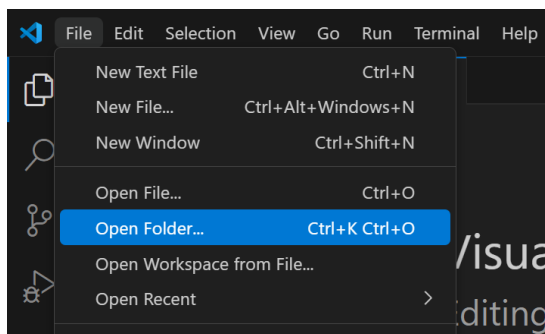 File Edit Selection View Go Run Terminal Help
New Text File Ctrl+N
New File... Ctrl+Alt+Windows+N
New Window Ctrl+Shift+N
Open File... Ctrl+O
Open Folder... Ctrl+K Ctrl+O
Open Workspace from File...
Open Recent